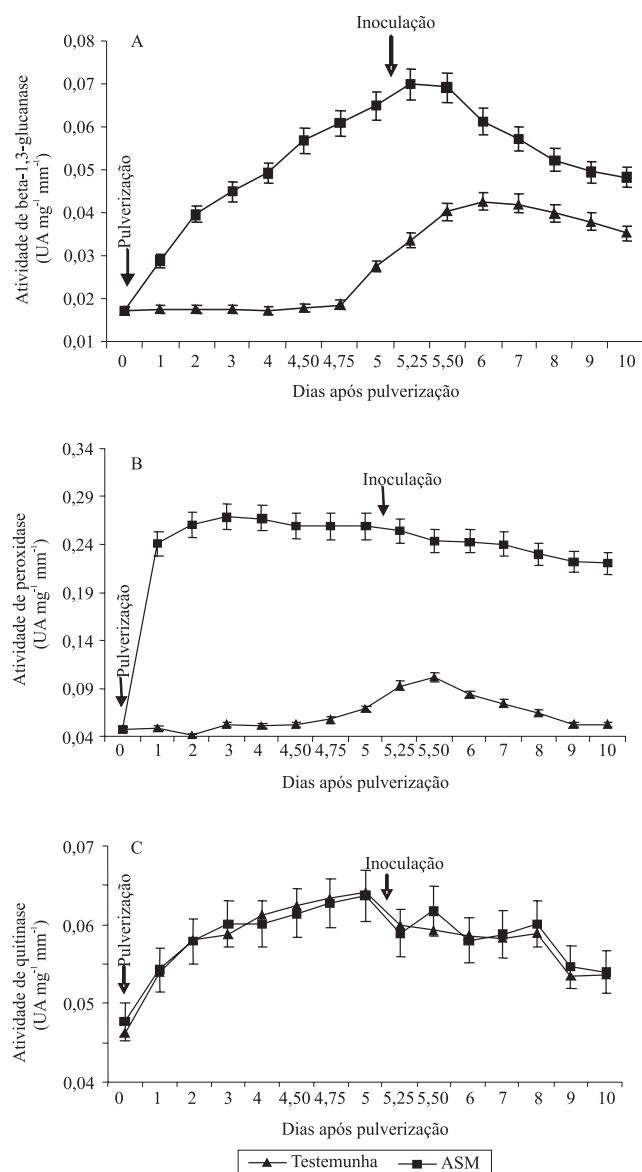 Inoculação
A
Pulverização
Atividade de beta-1,3-glucanase
(UA mg⁻¹ mm⁻¹)
0,08
0,07
0,06
0,05
0,04
0,03
0,02
0,01
0 1 2 3 4 4,50 4,75 5 5,25 5,50 6 7 8 9 10
Dias após pulverização
B
Inoculação
Pulverização
Atividade de peroxidase
(UA mg⁻¹ mm⁻¹)
0,34
0,29
0,24
0,19
0,14
0,09
0,04
0 1 2 3 4 4,50 4,75 5 5,25 5,50 6 7 8 9 10
Dias após pulverização
C
Inoculação
Pulverização
Atividade de quitinase
(UA mg⁻¹ mm⁻¹)
0,07
0,06
0,05
0,04
0 1 2 3 4 4,50 4,75 5 5,25 5,50 6 7 8 9 10
Dias após pulverização
Testemunha ASM